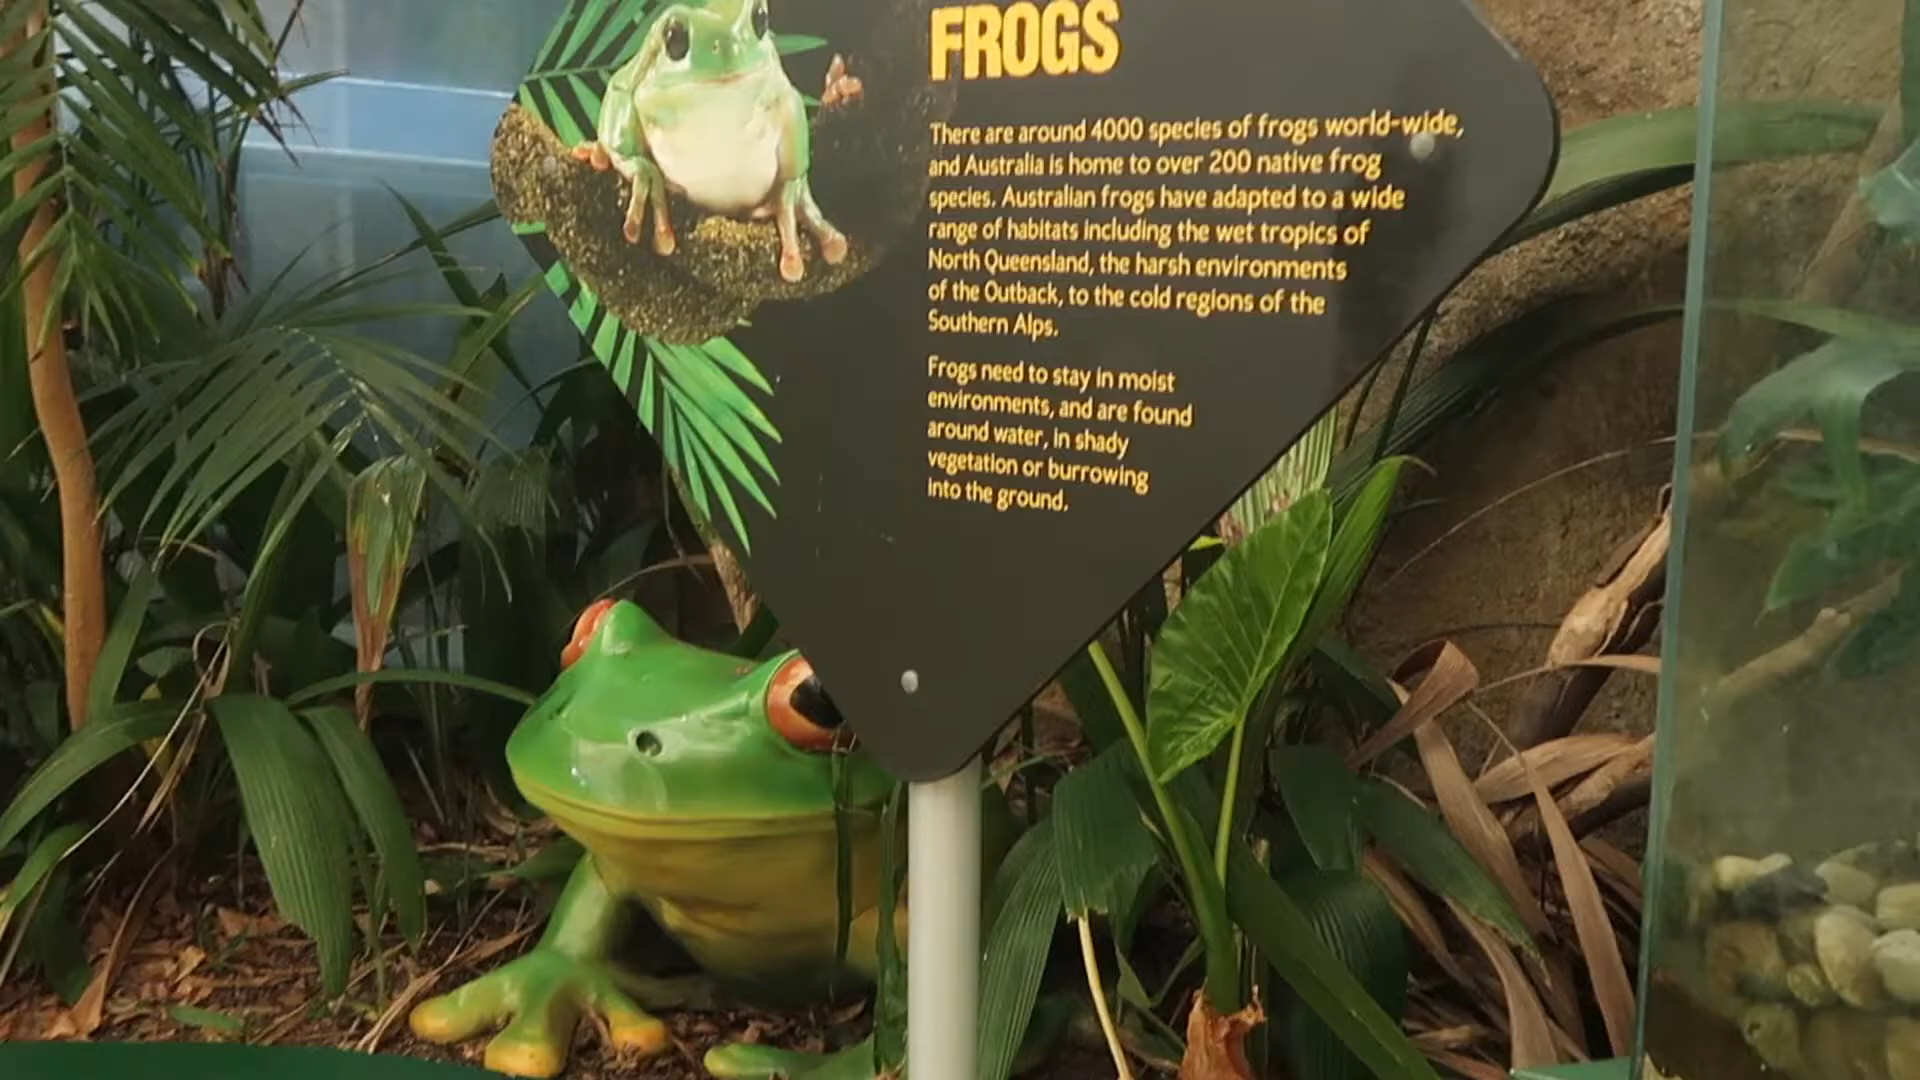 FROGS
There are around 4000 species of frogs world-wide,
and Australia is home to over 200 native frog
species. Australian frogs have adapted to a wide
range of habitats including the wet tropics of
North Queensland, the harsh environments
of the Outback, to the cold regions of the
Southern Alps.
Frogs need to stay in moist
environments, and are found
around water, in shady
vegetation or burrowing
into the ground.